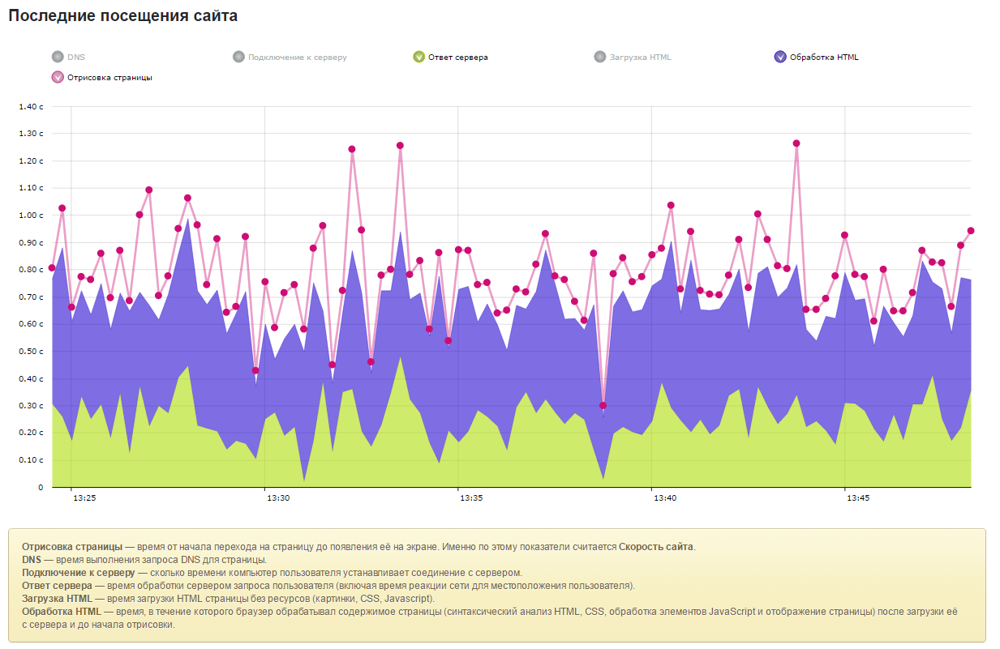 Последние посещения сайта
DNS Подключение к серверу Ответ сервера Загрузка HTML Обработка HTML
Отрисовка страницы
1.40 с
1.30 с
1.20 с
1.10 с
1.00 с
0.90 с
0.80 с
0.70 с
0.60 с
0.50 с
0.40 с
0.30 с
0.20 с
0.10 с
0
13:25 13:30 13:35 13:40 13:45
Отрисовка страницы — время от начала перехода на страницу до появления её на экране. Именно по этому показатели считается Скорость сайта.
DNS — время выполнения запроса DNS для страницы.
Подключение к серверу — сколько времени компьютер пользователя устанавливает соединение с сервером.
Ответ сервера — время обработки сервером запроса пользователя (включая время реакции сети для местоположения пользователя).
Загрузка HTML — время загрузки HTML страницы без ресурсов (картинки, CSS, Javascript).
Обработка HTML — время, в течение которого браузер обрабатывал содержимое страницы (синтаксический анализ HTML, CSS, обработка элементов JavaScript и отображение страницы) после загрузки её
с сервера и до начала отрисовки.